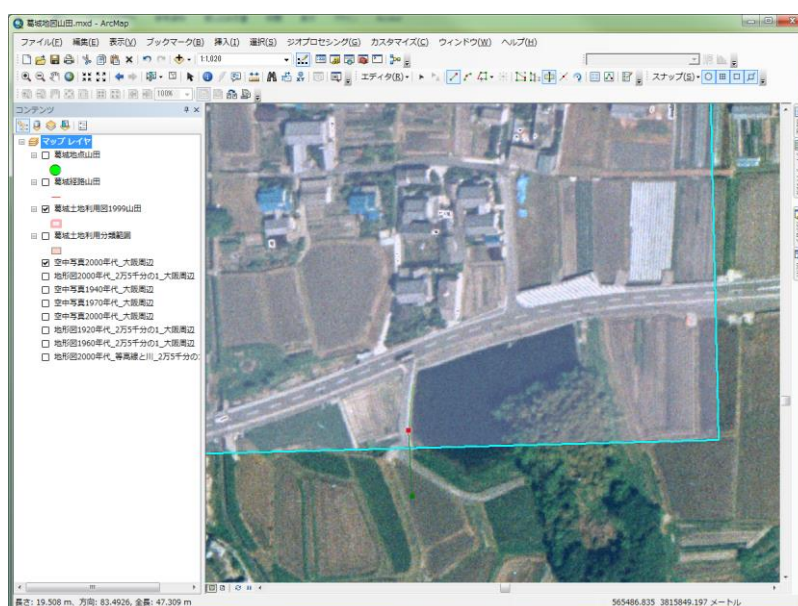 葛城地図山田.mxd - ArcMap
ファイル(F) 編集(E) 表示(V) ブックマーク(B) 挿入(I) 選択(S) ジオプロセシング(G) カスタマイズ(C) ウィンドウ(W) ヘルプ(H)
1:1,020
エディタ(R)▾ スナップ(S)▾
100%
コンテンツ
マップ レイヤ
葛城地点山田
葛城経路山田
葛城土地利用図1999山田
葛城土地利用分類範囲
空中写真2000年代_大阪周辺
地形図2000年代_2万5千分の1_大阪周辺
空中写真1940年代_大阪周辺
空中写真1970年代_大阪周辺
空中写真2000年代_大阪周辺
地形図1920年代_2万5千分の1_大阪周辺
地形図1960年代_2万5千分の1_大阪周辺
地形図2000年代_等高線と川_2万5千分の
長さ: 19.508 m, 方向: 83.4926, 全長: 47.309 m 565486.835 3815849.197 メートル